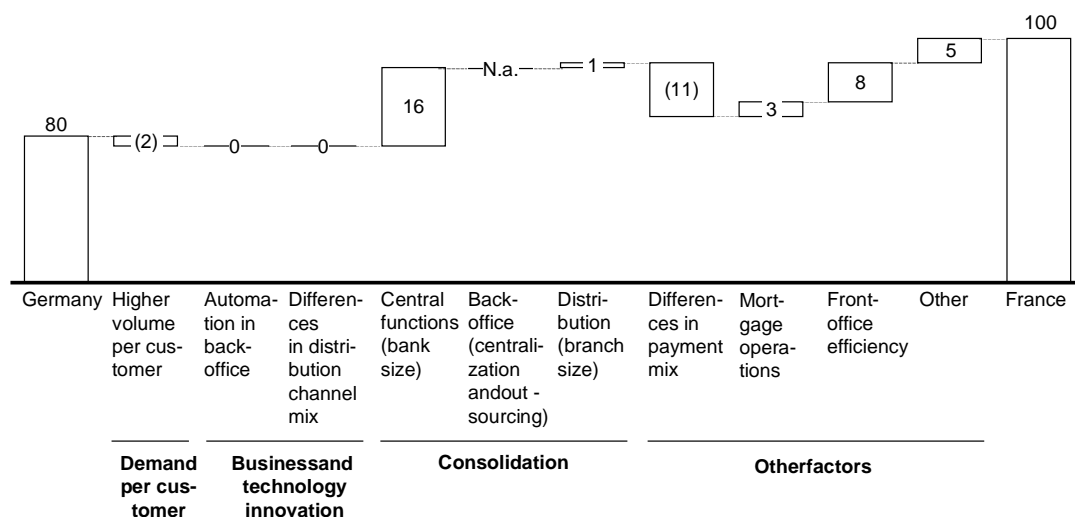 100
5
1
N.a.
8
(11)
16
3
80
(2)
0
0
Germany
Higher
volume
per cus-
tomer
Automa-
tion in
back-
office
Differen-
ces
in distri-
bution
channel
mix
Central
functions
(bank
size)
Back-
office
(centrali-
zation
andout -
sourcing)
Distri-
bution
(branch
size)
Differen-
ces in
payment
mix
Mort-
gage
opera-
tions
Front-
office
efficiency
Other
France
Demand
per cus-
tomer
Businessand
technology
innovation
Consolidation
Otherfactors